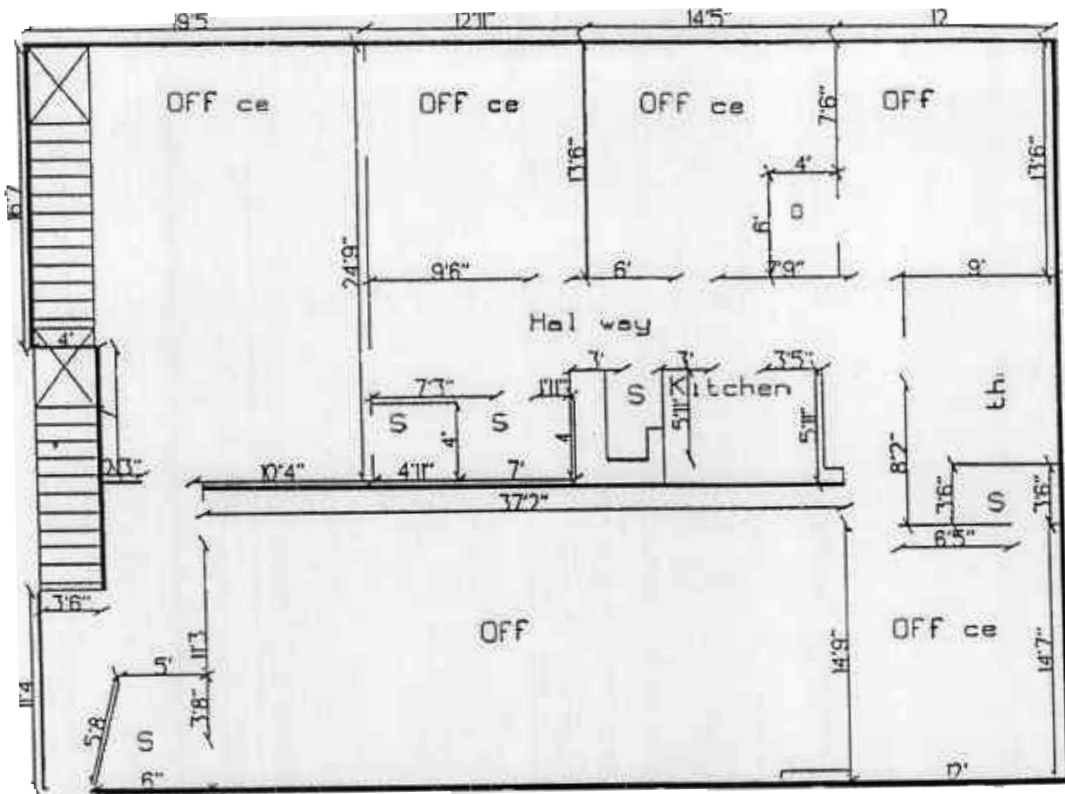 19'5" 12'11" 14'5" 12
Off ce Off ce Off ce Off
16'7 24'9" 13'6" 7'6" 13'6"
4'
6' D
9'6" 6' 7'9" 9'
Hal way
4' 3' 3' 3'5"
7'3" 1'11" S Kitchen th
S S 5'11" 5'11"
4' 4 8'2"
10'4" 4'11" 7' 3'6" S 3'6"
37'2"
6'5"
3'6"
Off Off ce
11'3 14'9" 14'7"
5'
11'4 3'8"
5'8 S
6" 12'